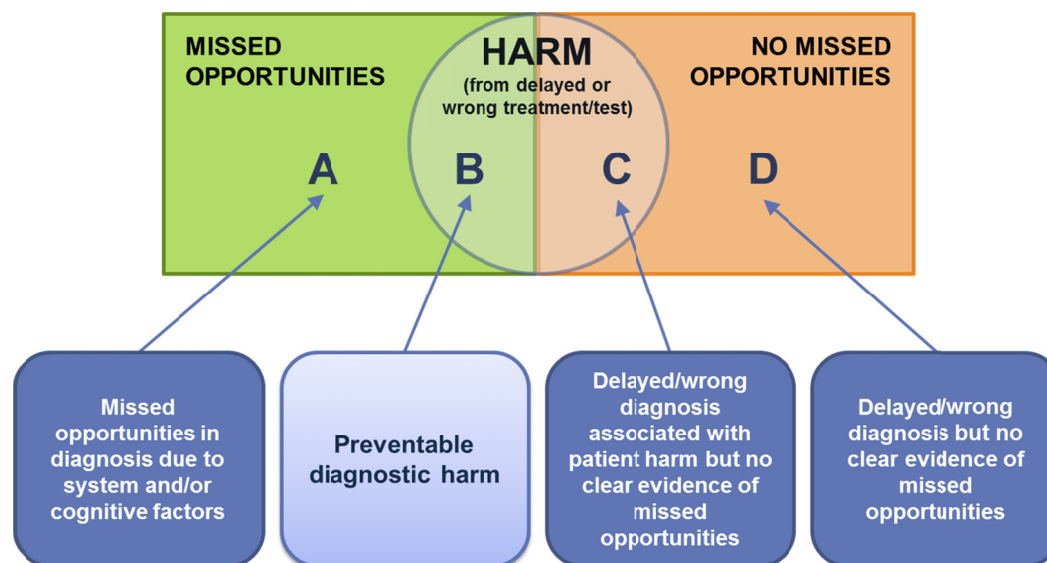 MISSED
OPPORTUNITIES
HARM
(from delayed or
wrong treatment/test)
NO MISSED
OPPORTUNITIES
A
B
C
D
Missed
opportunities in
diagnosis due to
system and/or
cognitive factors
Preventable
diagnostic harm
Delayed/wrong
diagnosis
associated with
patient harm but no
clear evidence of
missed
opportunities
Delayed/wrong
diagnosis but no
clear evidence of
missed
opportunities